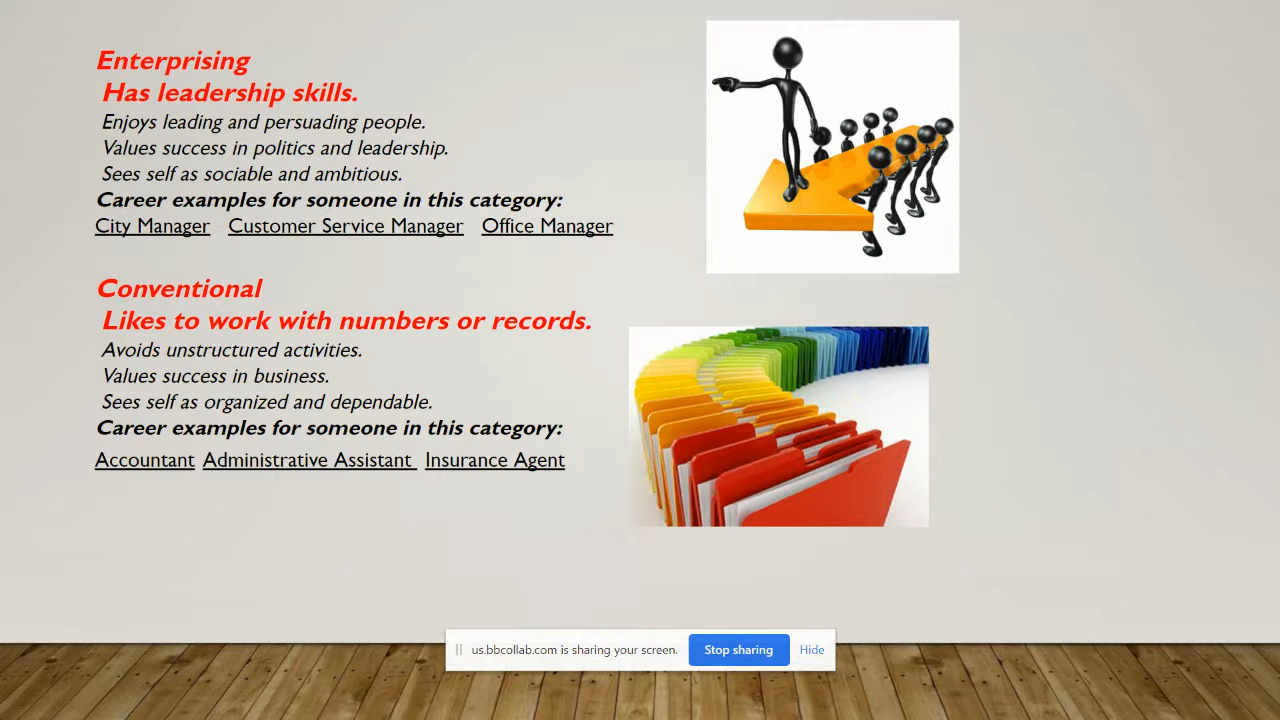 Enterprising
Has leadership skills.
Enjoys leading and persuading people.
Values success in politics and leadership.
Sees self as sociable and ambitious.
Career examples for someone in this category:
City Manager Customer Service Manager Office Manager
Conventional
Likes to work with numbers or records.
Avoids unstructured activities.
Values success in business.
Sees self as organized and dependable.
Career examples for someone in this category:
Accountant Administrative Assistant Insurance Agent
us.bbcollab.com is sharing your screen. Stop sharing Hide